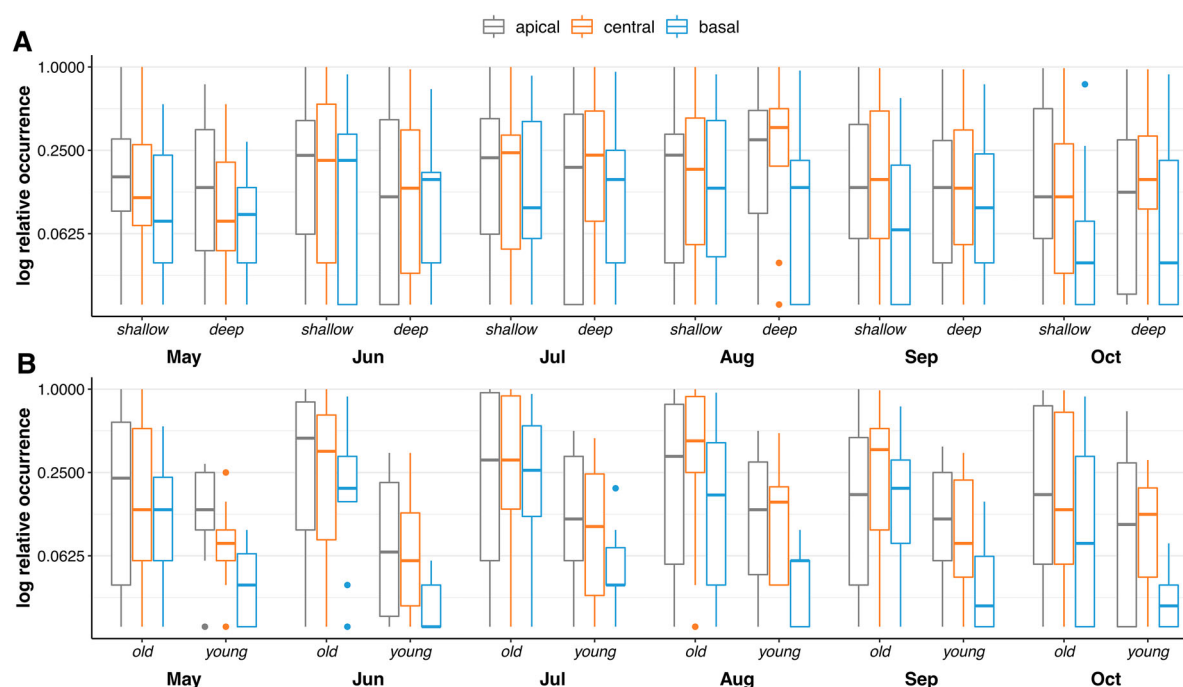 apical central basal
A
1.0000
0.2500
0.0625
log relative occurrence
shallow deep shallow deep shallow deep shallow deep shallow deep shallow deep
May Jun Jul Aug Sep Oct
B
1.0000
0.2500
0.0625
log relative occurrence
old young old young old young old young old young old young
May Jun Jul Aug Sep Oct